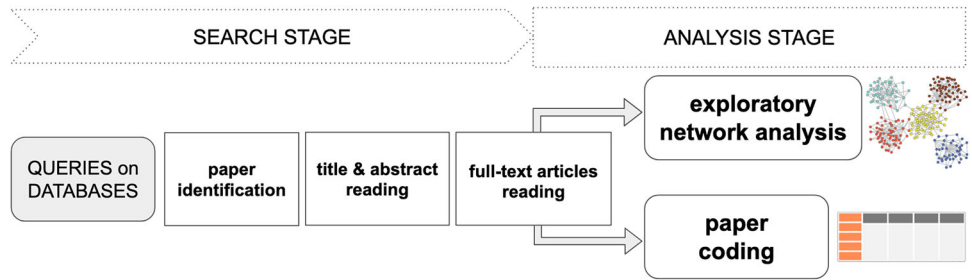 SEARCH STAGE
ANALYSIS STAGE
QUERIES on
DATABASES
paper
identification
title & abstract
reading
full-text articles
reading
exploratory
network analysis
paper
coding